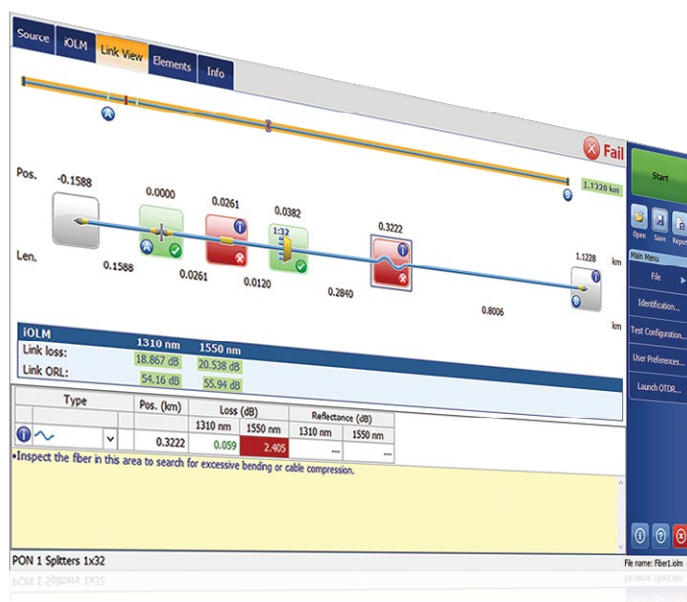 Source iOLM Link View Elements Info
Fail
A
B
1.1228 km
Pos. -0.1588 0.0000 0.0261 0.0382 0.3222 1.1228 km
1:32
A
B
Len. 0.1588 0.0261 0.0120 0.2840 0.8006 km
iOLM 1310 nm 1550 nm
Link loss: 18.867 dB 20.538 dB
Link ORL: 54.16 dB 55.94 dB
Type Pos. (km) Loss (dB) Reflectance (dB)
1310 nm 1550 nm 1310 nm 1550 nm
0.3222 0.059 2.405 --- ---
•Inspect the fiber in this area to search for excessive bending or cable compression.
PON 1 Splitters 1x32
Start
Open Save Report
Main Menu
File
Identification...
Test Configuration...
User Preferences...
Launch OTDR...
File name: Fiber1.iolm